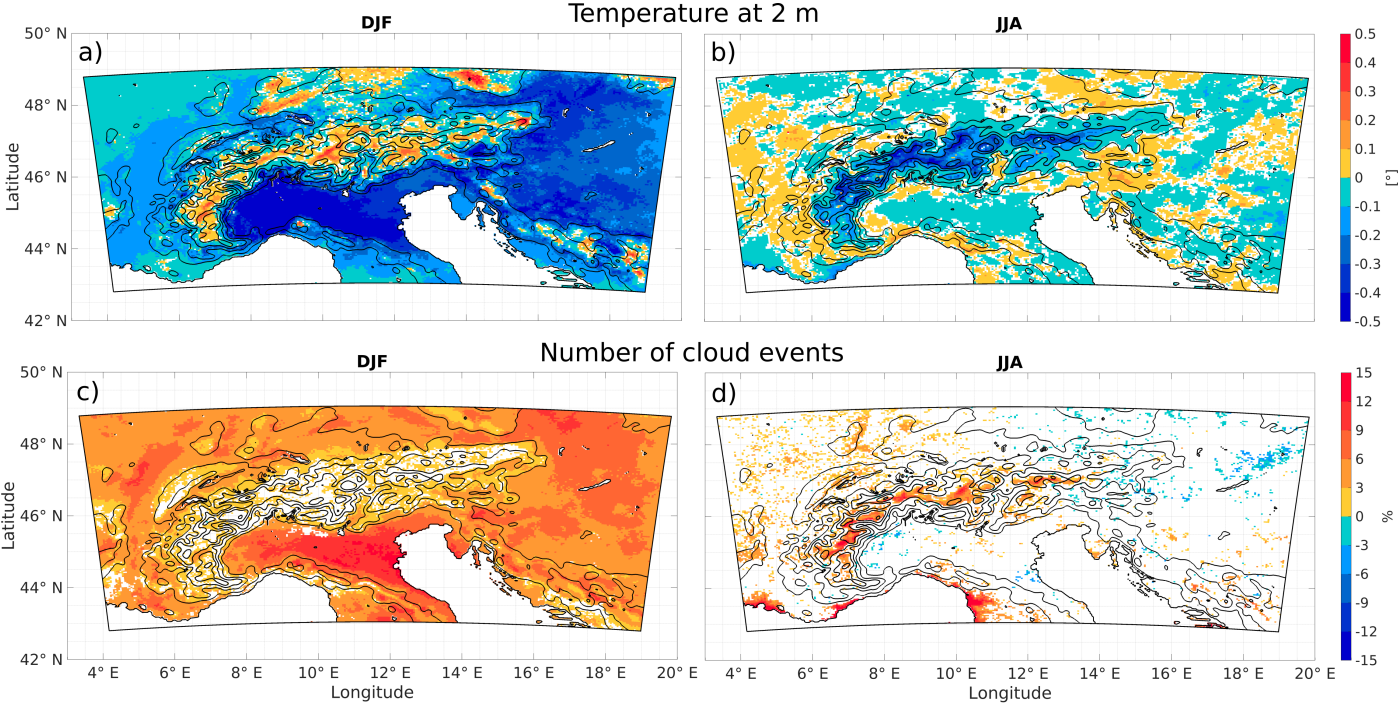 Temperature at 2 m
DJF
JJA
a)
b)
50° N
48° N
46° N
44° N
42° N
Latitude
0.5
0.4
0.3
0.2
0.1
0
-0.1
-0.2
-0.3
-0.4
-0.5
[°]
Number of cloud events
DJF
JJA
c)
d)
50° N
48° N
46° N
44° N
42° N
Latitude
15
12
9
6
3
0
-3
-6
-9
-12
-15
%
4° E 6° E 8° E 10° E 12° E 14° E 16° E 18° E 20° E
4° E 6° E 8° E 10° E 12° E 14° E 16° E 18° E 20° E
Longitude
Longitude